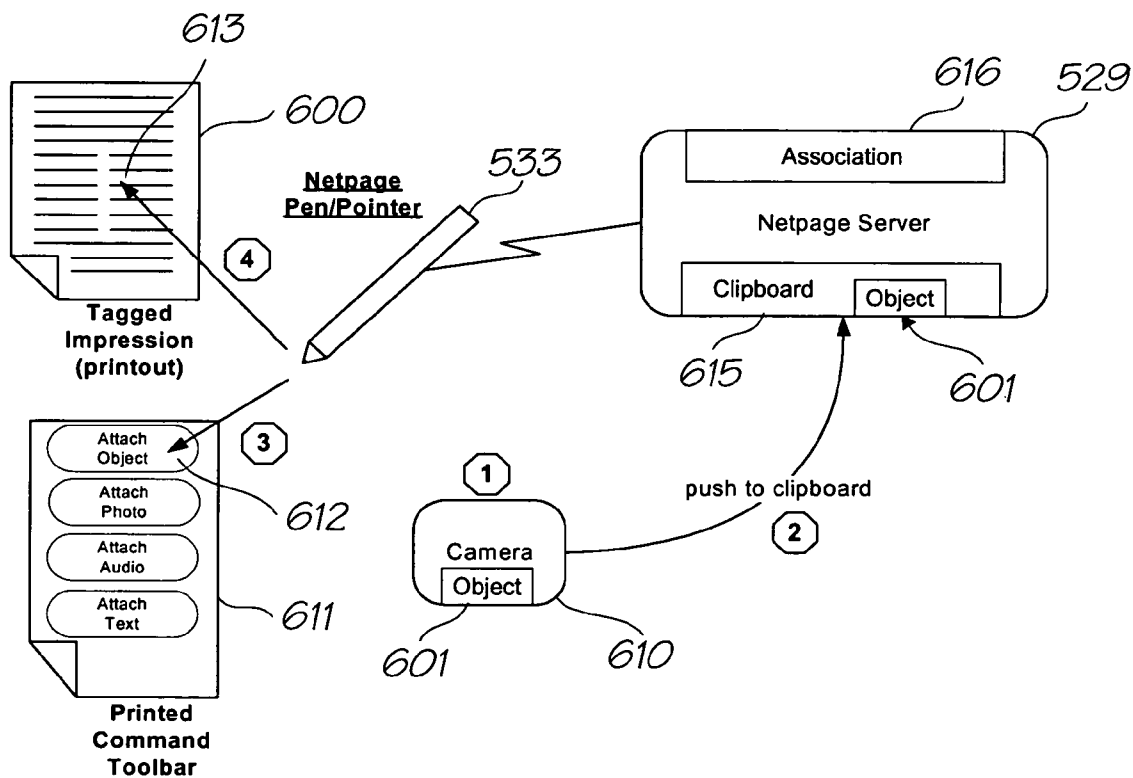 613
616
529
600
Association
533
Netpage
Pen/Pointer
Netpage Server
4
Clipboard
Object
Tagged
Impression
(printout)
615
601
3
Attach
Object
1
push to clipboard
Attach
Photo
612
2
Camera
Attach
Audio
Object
Attach
Text
611
601
610
Printed
Command
Toolbar